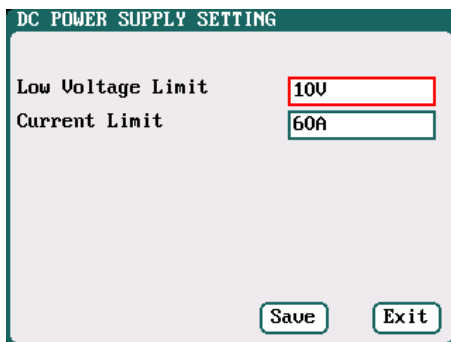 DC POWER SUPPLY SETTING
Low Voltage Limit 10V
Current Limit 60A
Save Exit